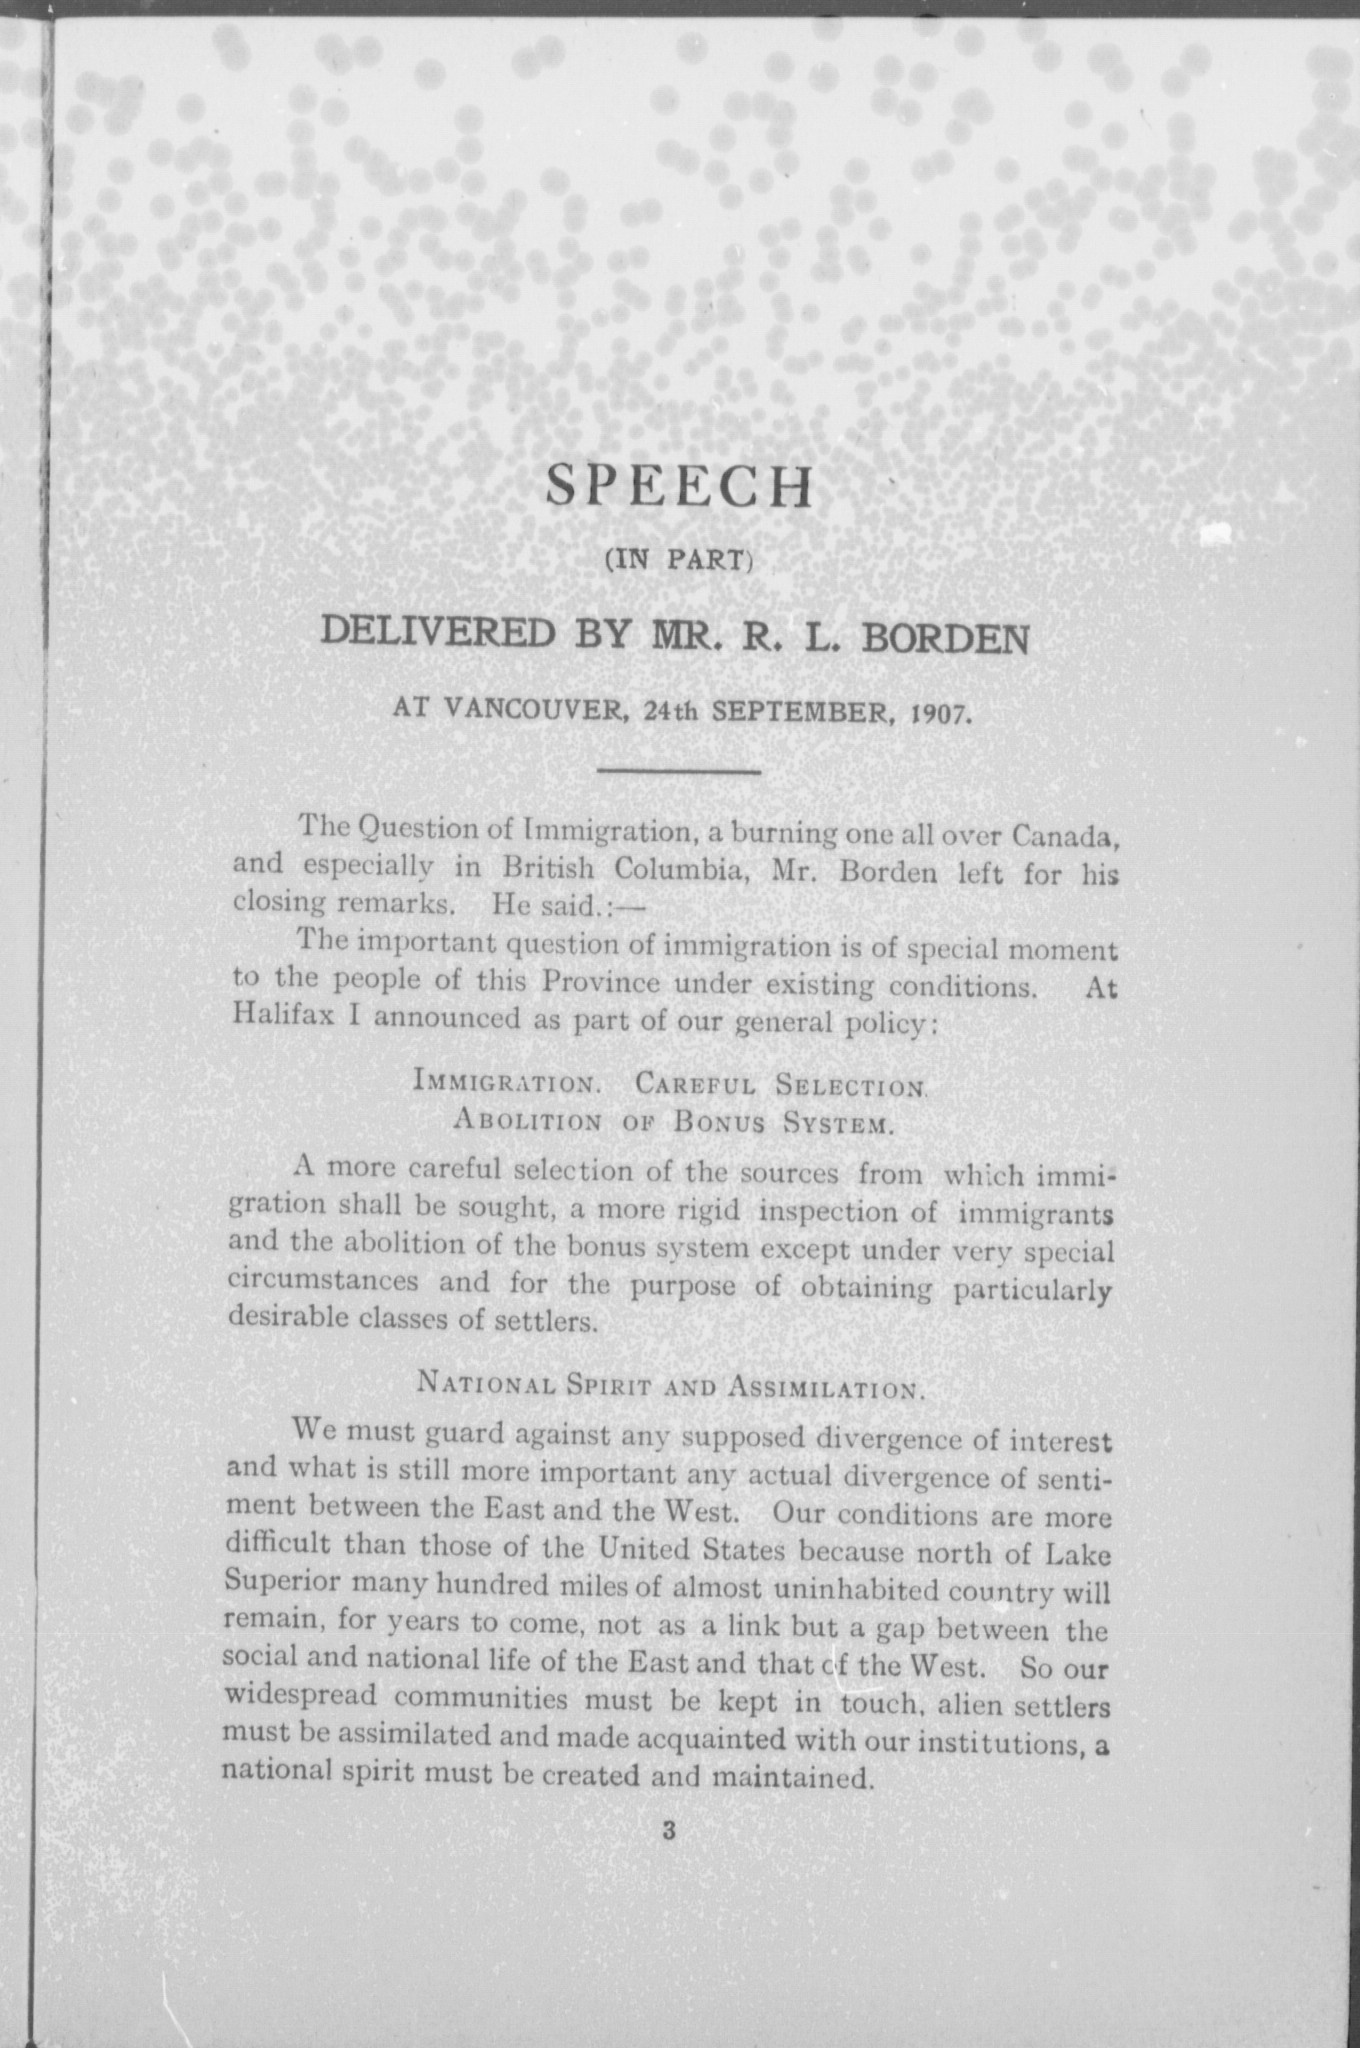 SPEECH
(IN PART)
DELIVERED BY MR. R. L. BORDEN
AT VANCOUVER, 24th SEPTEMBER, 1907.
The Question of Immigration, a burning one all over Canada,
and especially in British Columbia, Mr. Borden left for his
closing remarks. He said.:—
The important question of immigration is of special moment
to the people of this Province under existing conditions. At
Halifax I announced as part of our general policy:
IMMIGRATION. CAREFUL SELECTION.
ABOLITION OF BONUS SYSTEM.
A more careful selection of the sources from which immi-
gration shall be sought, a more rigid inspection of immigrants
and the abolition of the bonus system except under very special
circumstances and for the purpose of obtaining particularly
desirable classes of settlers.
NATIONAL SPIRIT AND ASSIMILATION.
We must guard against any supposed divergence of interest
and what is still more important any actual divergence of senti-
ment between the East and the West. Our conditions are more
difficult than those of the United States because north of Lake
Superior many hundred miles of almost uninhabited country will
remain, for years to come, not as a link but a gap between the
social and national life of the East and that of the West. So our
widespread communities must be kept in touch, alien settlers
must be assimilated and made acquainted with our institutions, a
national spirit must be created and maintained.
3